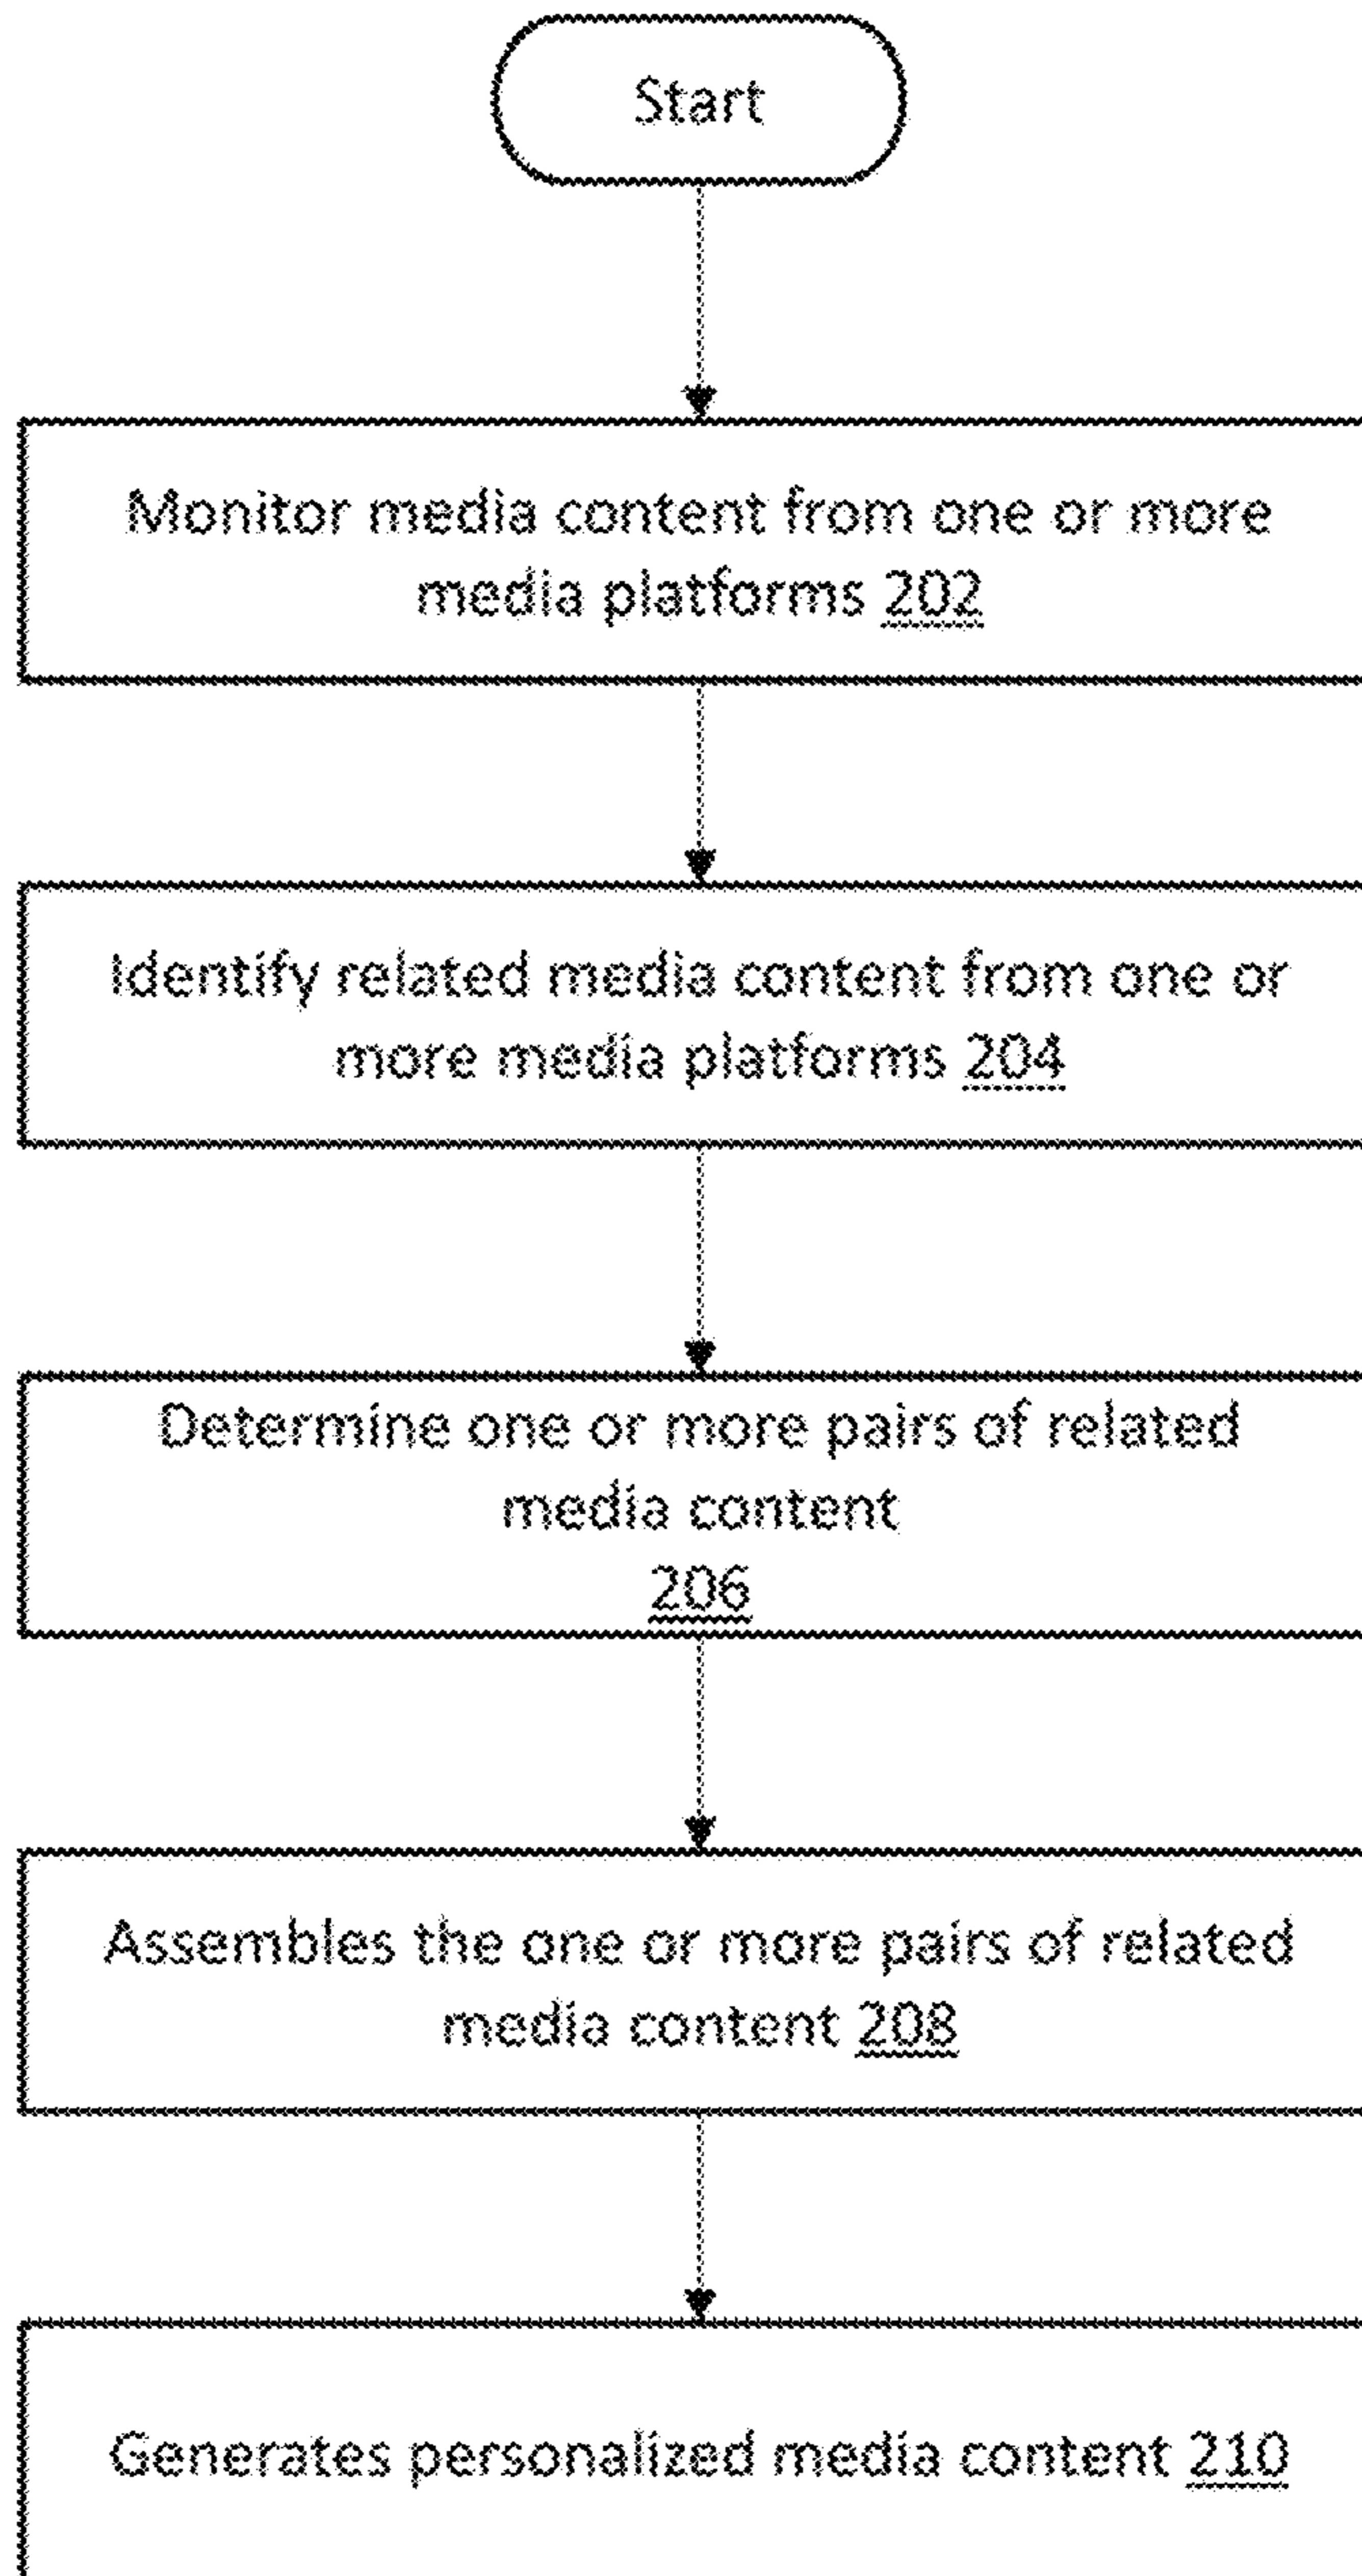 Start
Monitor media content from one or more
media platforms 202
Identify related media content from one or
more media platforms 204
Determine one or more pairs of related
media content
206
Assembles the one or more pairs of related
media content 208
Generates personalized media content 210